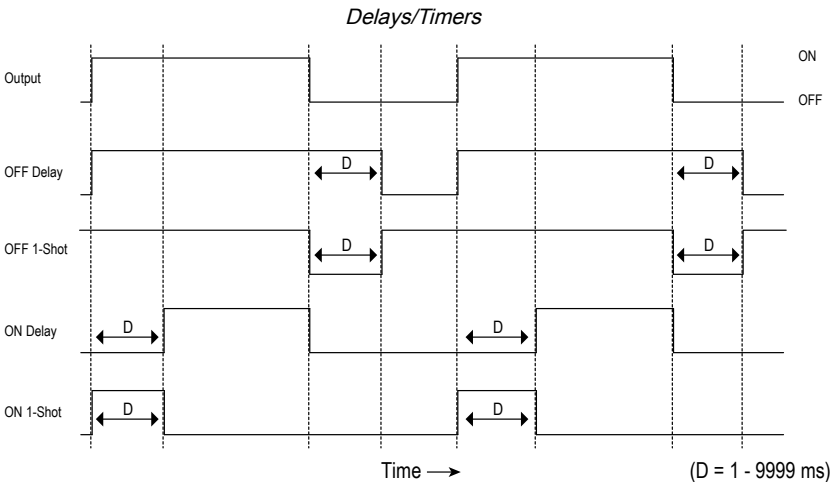 Delays/Timers
Output
ON
OFF
OFF Delay
D
D
OFF 1-Shot
D
D
ON Delay
D
D
ON 1-Shot
D
D
Time
(D = 1 - 9999 ms)